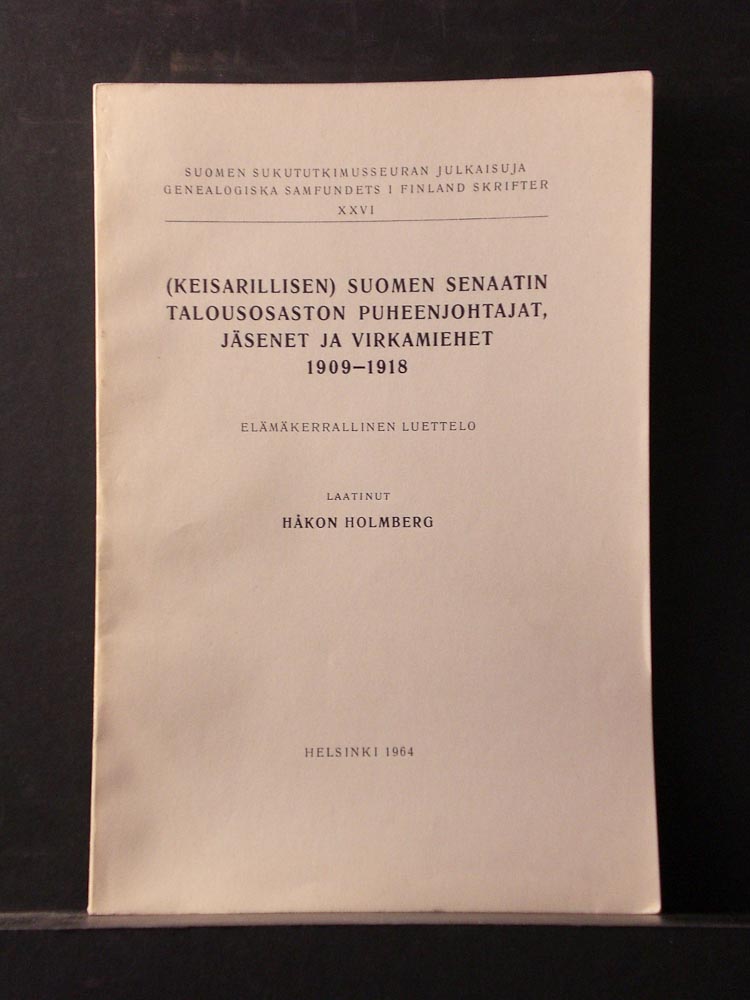 SUOMEN SUKUTUTKIMUSSEURAN JULKAISUJA
GENEALOGISKA SAMFUNDETS I FINLAND SKRIFTER
XXVI
(KEISARILLISEN) SUOMEN SENAATIN
TALOUSOSASTON PUHEENJOHTAJAT,
JÄSENET JA VIRKAMIEHET
1909–1918
ELÄMÄKERRALLINEN LUETTELO
LAATINUT
HÅKON HOLMBERG
HELSINKI 1964